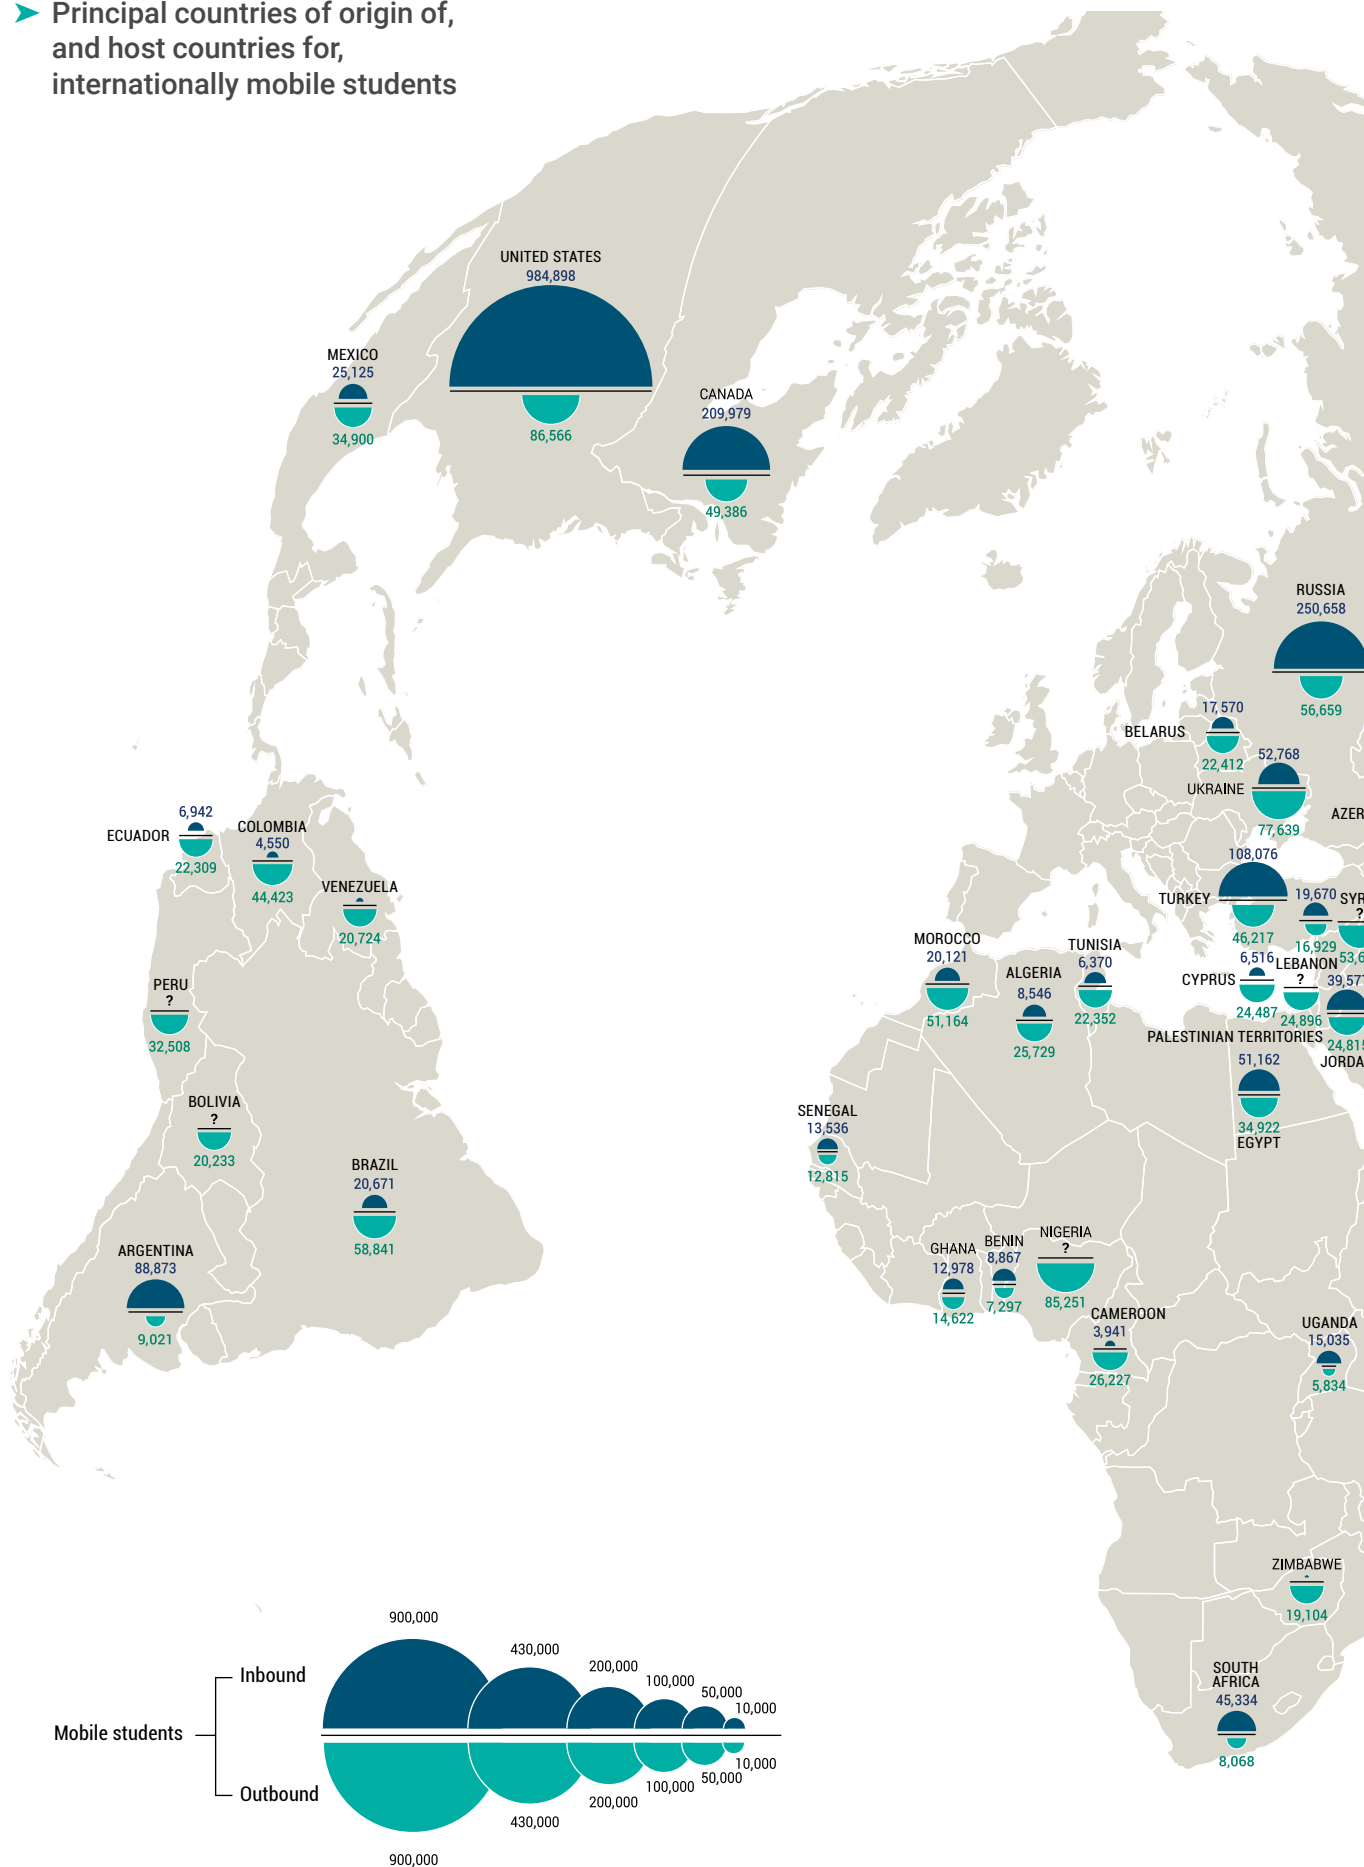 ➤ Principal countries of origin of,
and host countries for,
internationally mobile students
UNITED STATES
984,898
86,566
MEXICO
25,125
34,900
CANADA
209,979
49,386
RUSSIA
250,658
56,659
17,570
BELARUS
22,412
52,768
UKRAINE
77,639
AZER
108,076
TURKEY
46,217
19,670
16,929
SYR
?
53,6
6,942
ECUADOR
22,309
COLOMBIA
4,550
44,423
VENEZUELA
20,724
MOROCCO
20,121
51,164
ALGERIA
8,546
25,729
TUNISIA
6,370
22,352
6,516
CYPRUS
24,487
LEBANON
?
24,896
39,577
24,815
JORDA
PALESTINIAN TERRITORIES
51,162
34,922
EGYPT
PERU
?
32,508
BOLIVIA
?
20,233
BRAZIL
20,671
58,841
ARGENTINA
88,873
9,021
SENEGAL
13,536
12,815
GHANA
12,978
14,622
BENIN
8,867
7,297
NIGERIA
?
85,251
CAMEROON
3,941
26,227
UGANDA
15,035
5,834
ZIMBABWE
19,104
SOUTH
AFRICA
45,334
8,068
Mobile students
Inbound
Outbound
900,000
430,000
200,000
100,000
50,000
10,000
10,000
50,000
100,000
200,000
430,000
900,000